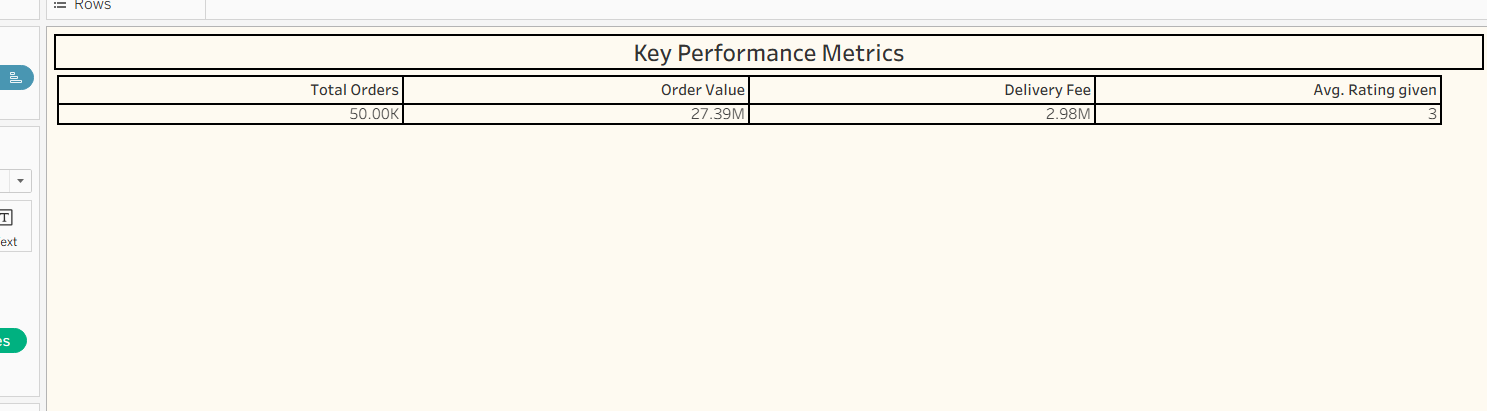 Rows
Key Performance Metrics
Total Orders Order Value Delivery Fee Avg. Rating given
50.00K 27.39M 2.98M 3
T
ext
es